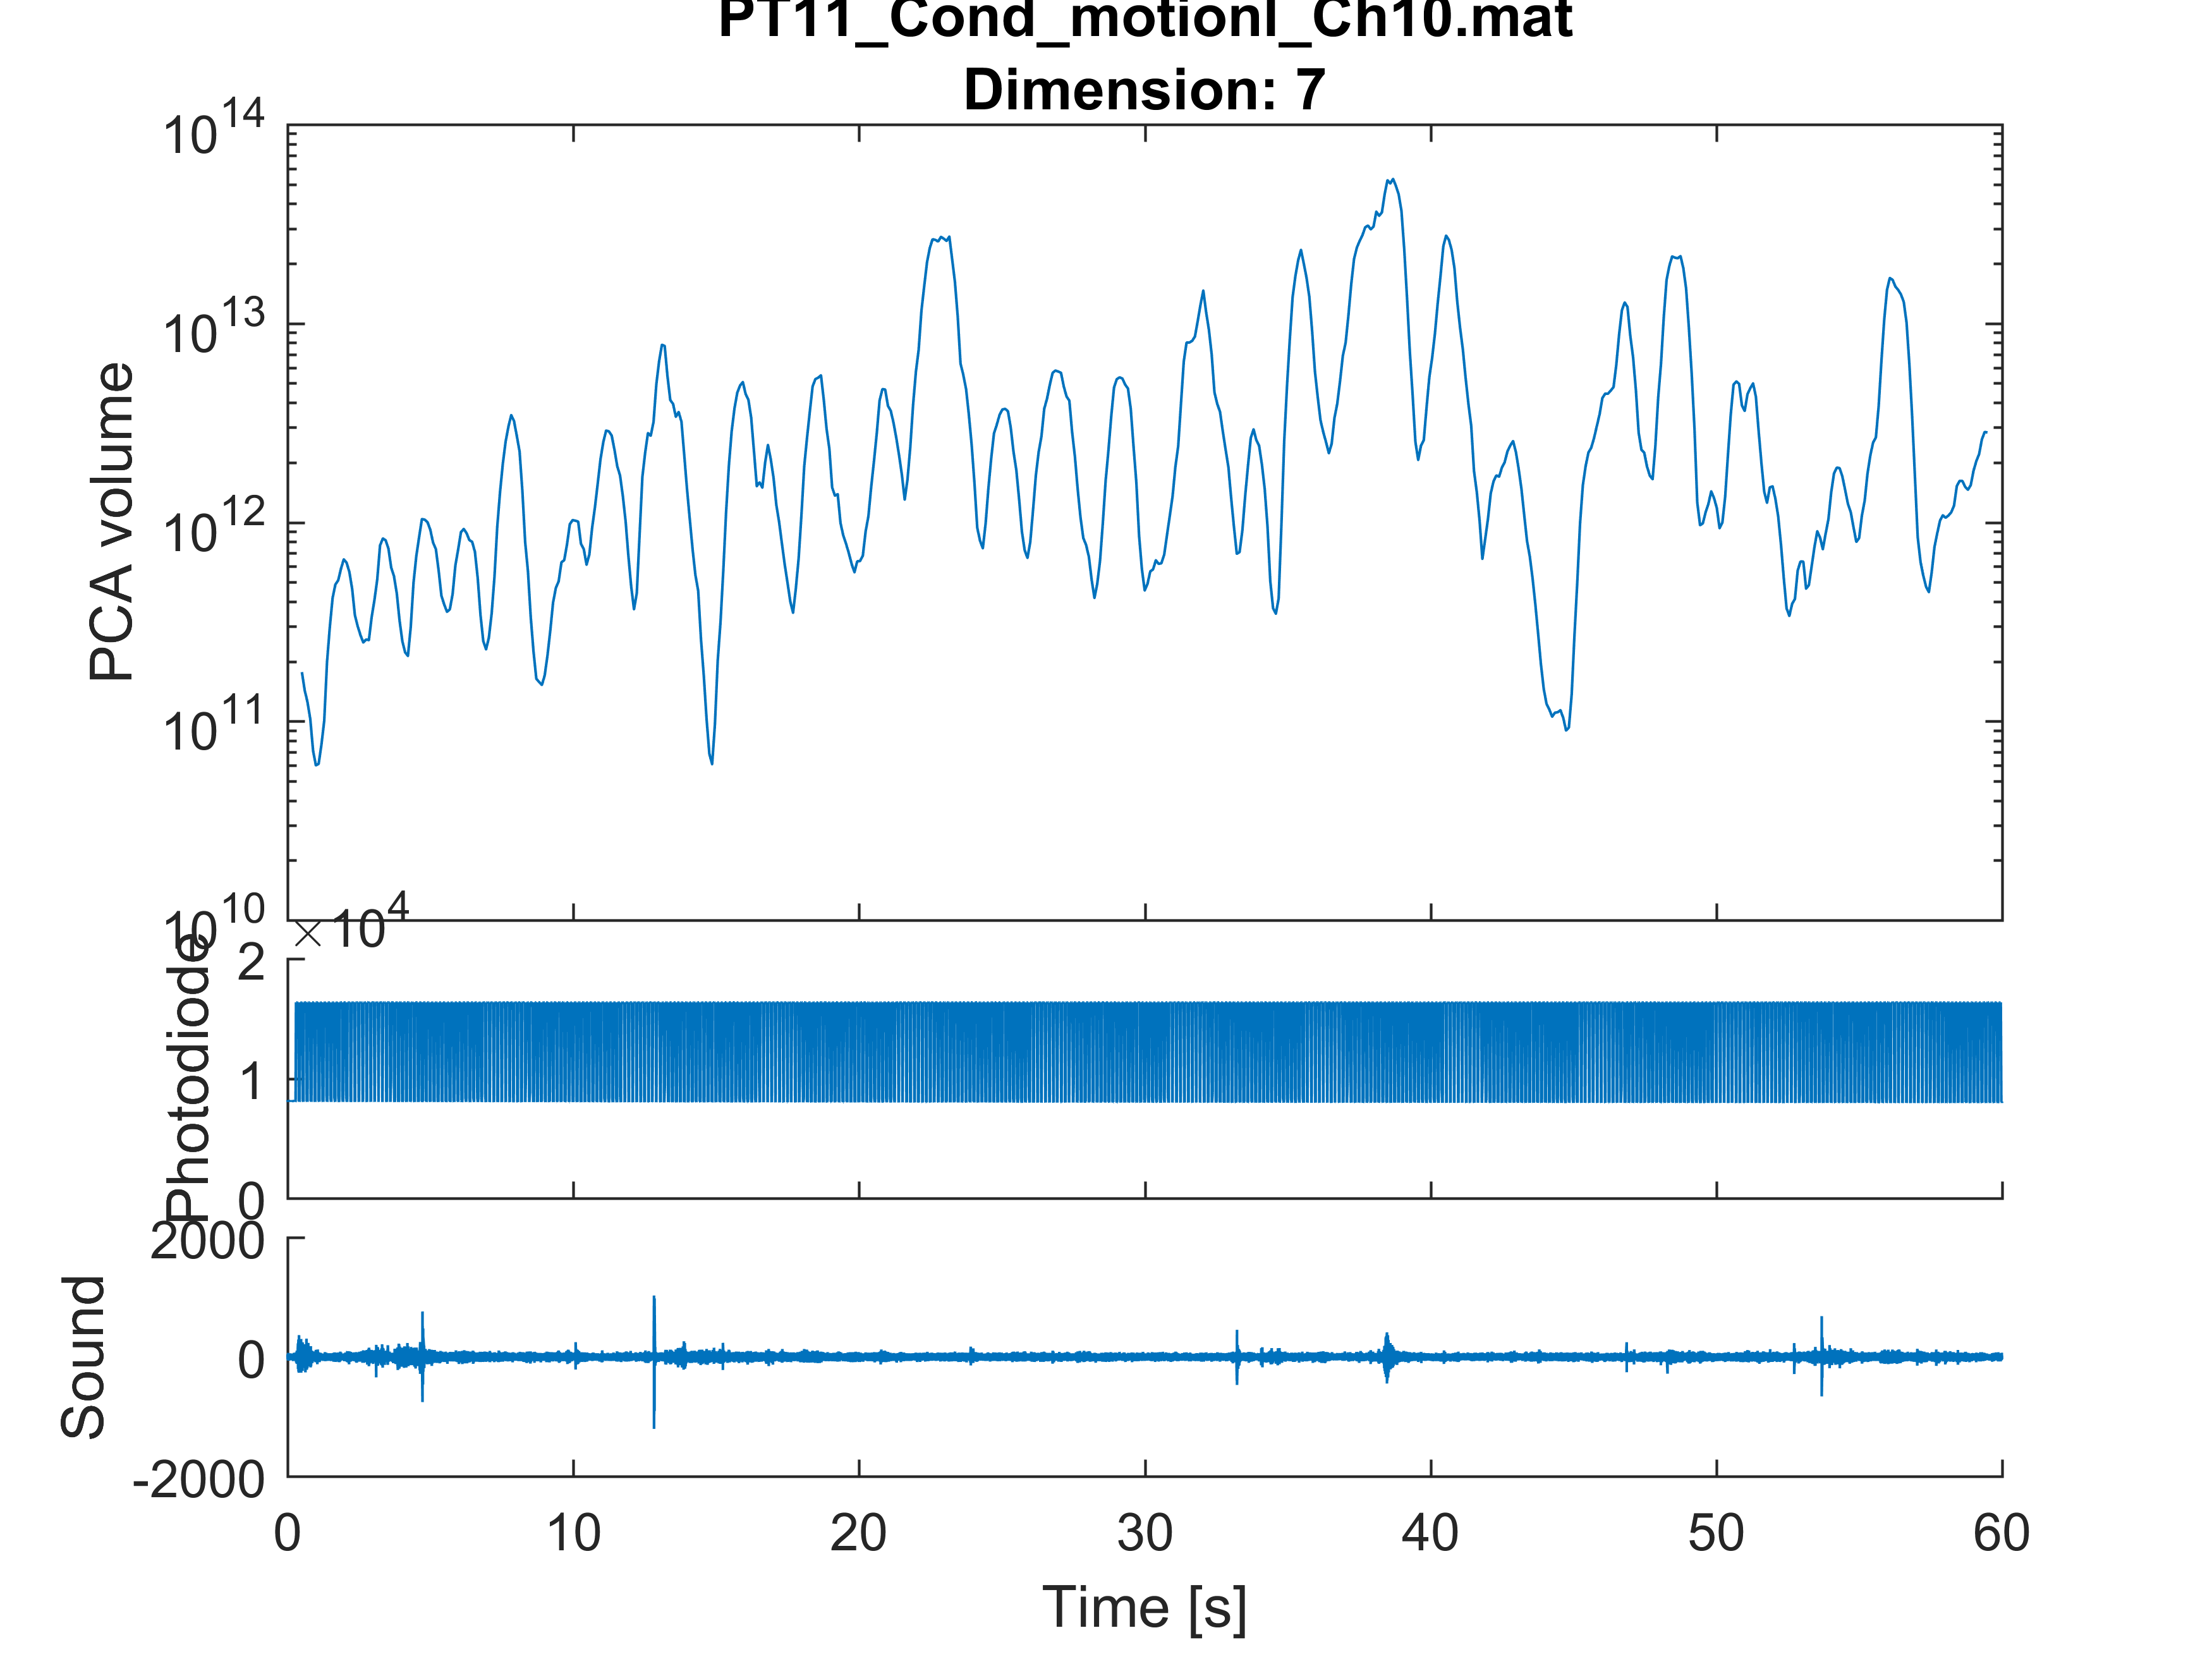 PT11_Cond_motionI_Ch10.mat
Dimension: 7
PCA volume
10^14
10^13
10^12
10^11
10^10
× 10^4
Photodiode
2
1
0
Sound
2000
0
-2000
0 10 20 30 40 50 60
Time [s]